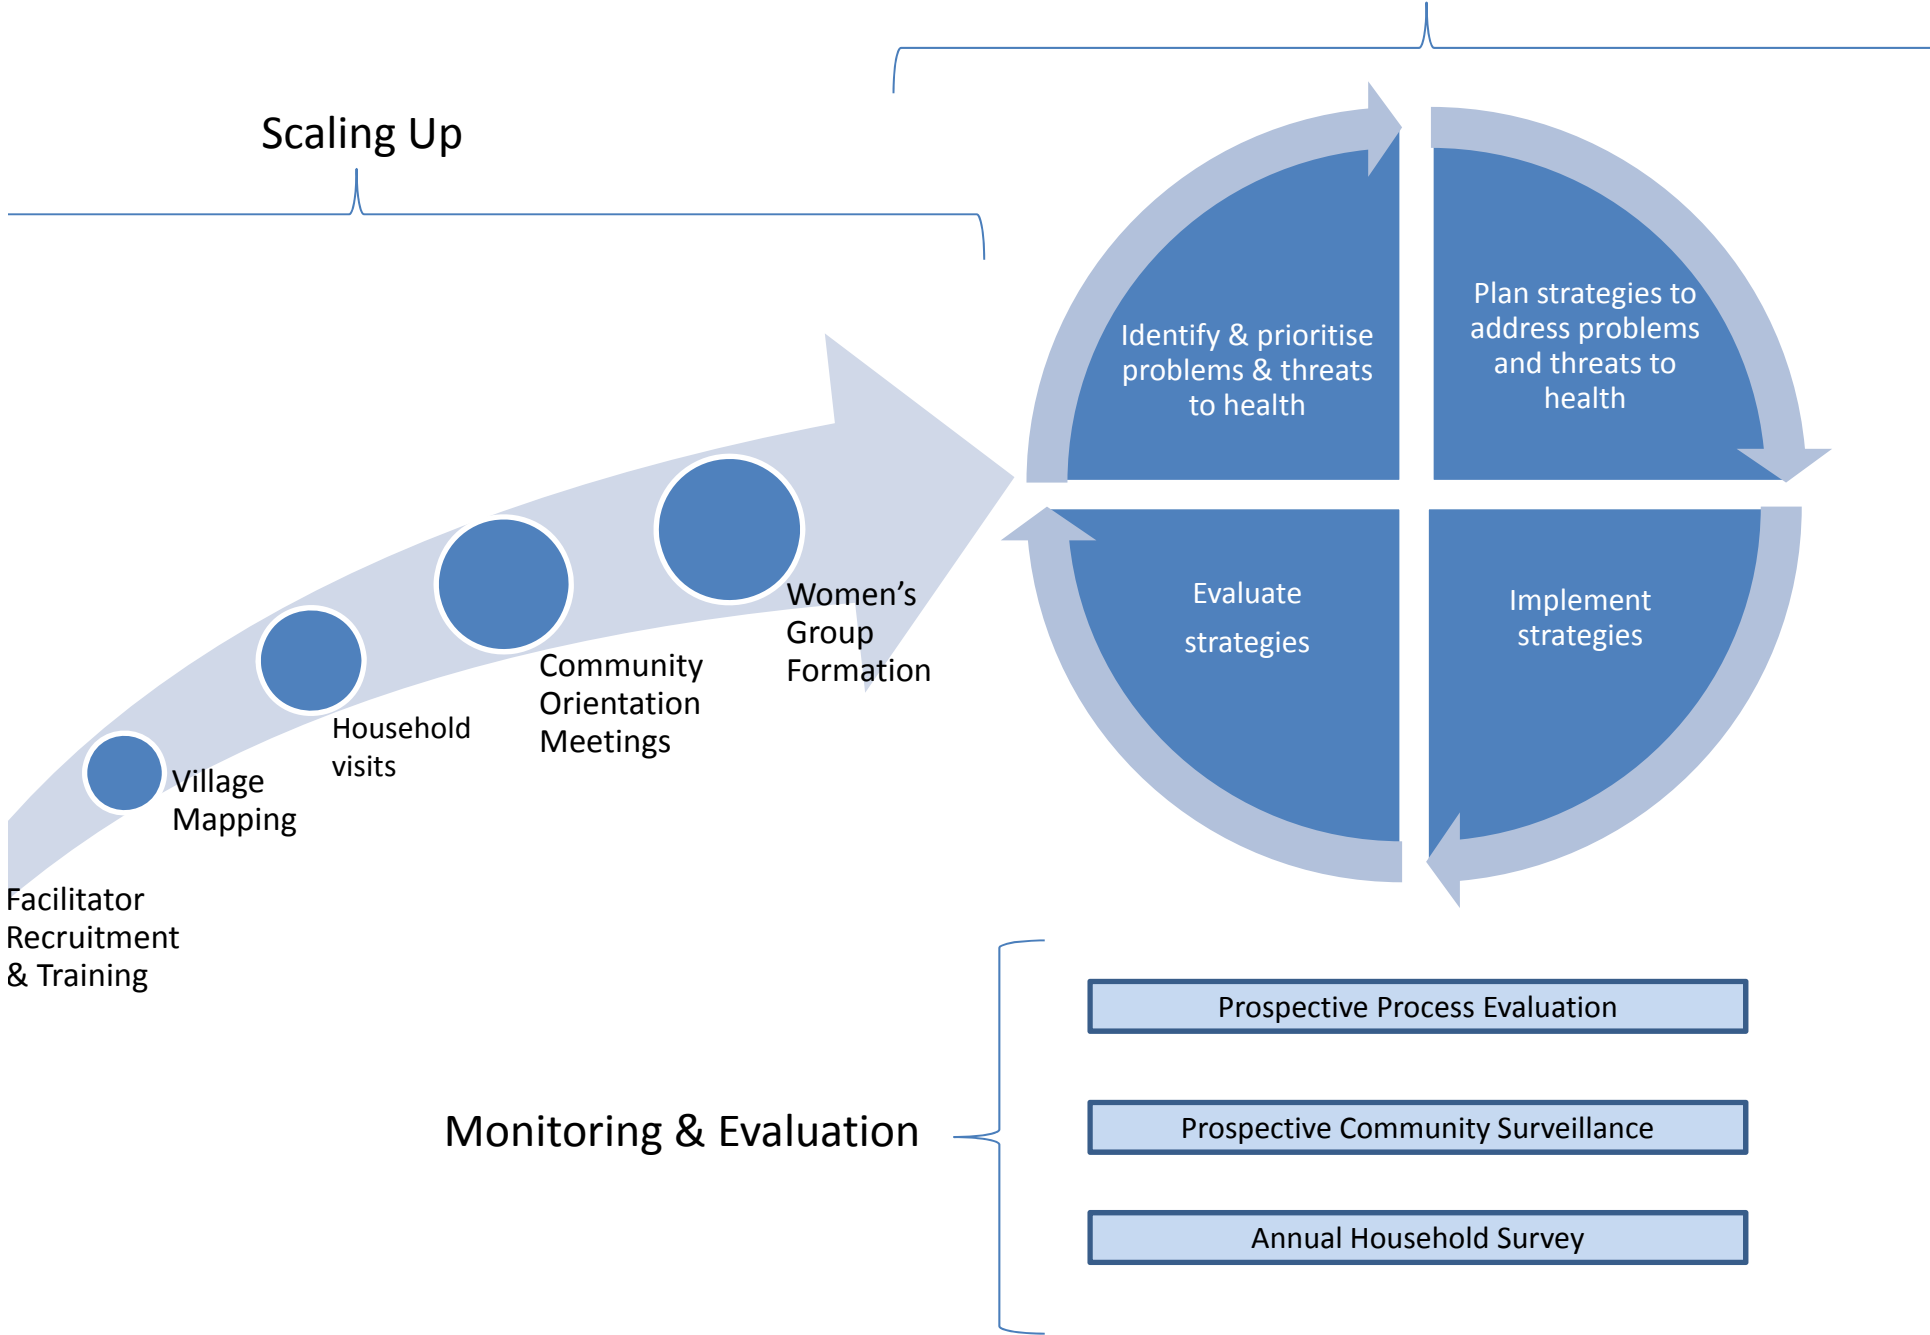 Scaling Up
Identify & prioritise
problems & threats
to health
Plan strategies to
address problems
and threats to
health
Evaluate
strategies
Implement
strategies
Women’s
Group
Formation
Community
Orientation
Meetings
Household
visits
Village
Mapping
Facilitator
Recruitment
& Training
Monitoring & Evaluation
Prospective Process Evaluation
Prospective Community Surveillance
Annual Household Survey